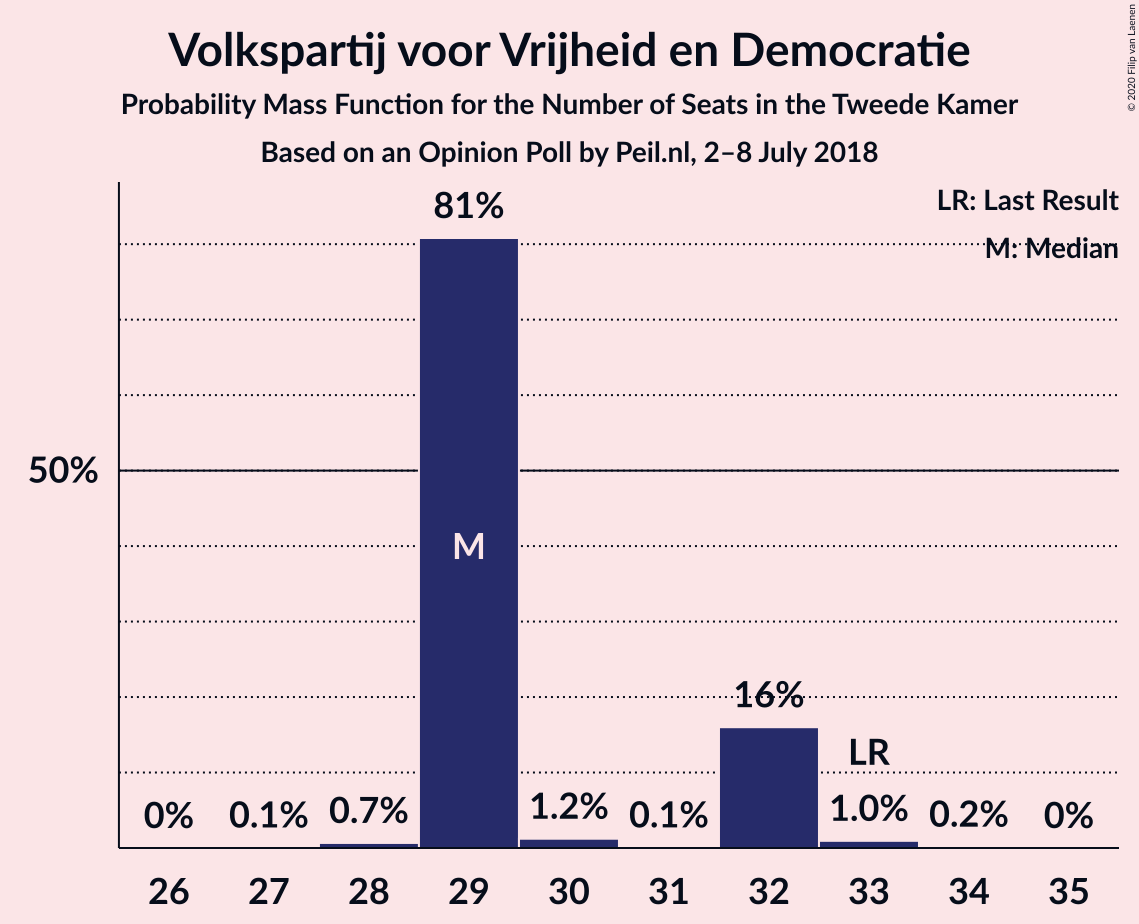 Volkspartij voor Vrijheid en Democratie
Probability Mass Function for the Number of Seats in the Tweede Kamer
Based on an Opinion Poll by Peil.nl, 2–8 July 2018
© 2020 Filip van Laenen
LR: Last Result
M: Median
81%
50%
M
16%
LR
0% 0.1% 0.7% 1.2% 0.1% 1.0% 0.2% 0%
26 27 28 29 30 31 32 33 34 35